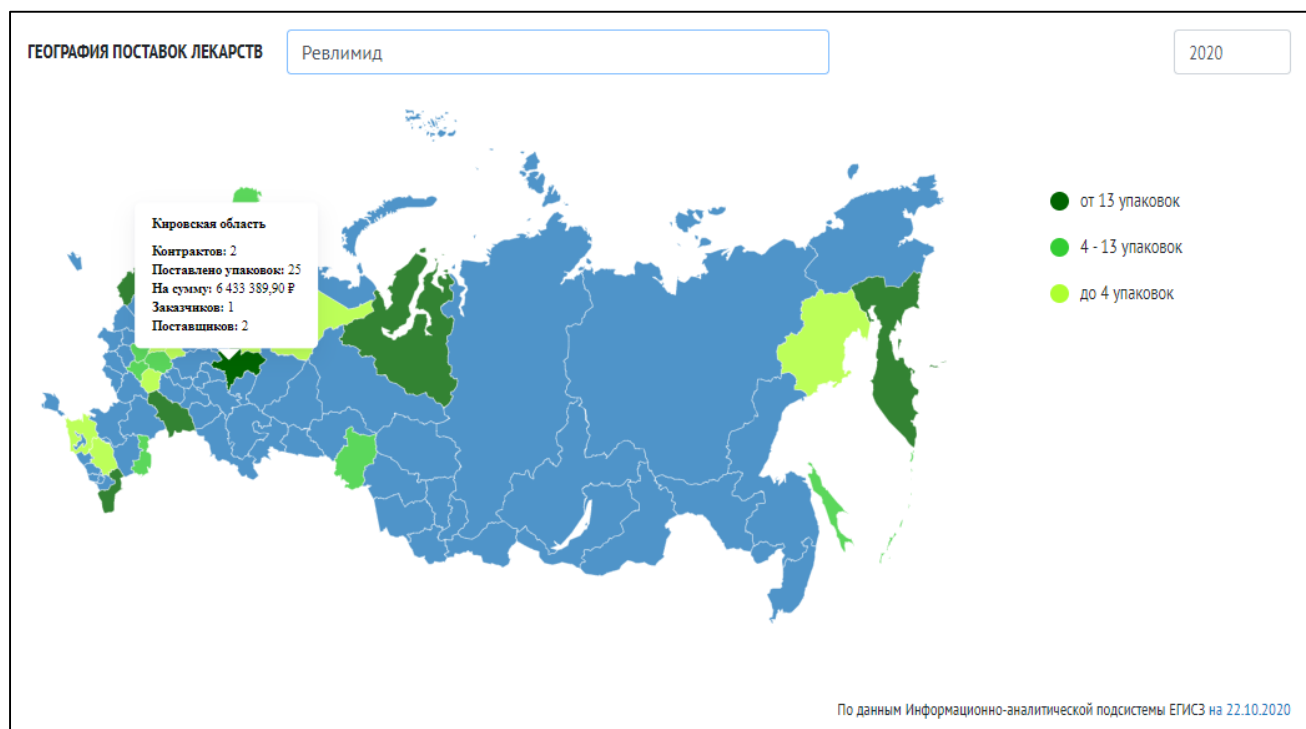 ГЕОГРАФИЯ ПОСТАВОК ЛЕКАРСТВ
Ревлимид
2020
Кировская область
Контрактов: 2
Поставлено упаковок: 25
На сумму: 6 433 389,90 ₽
Заказчиков: 1
Поставщиков: 2
от 13 упаковок
4 - 13 упаковок
до 4 упаковок
По данным Информационно-аналитической подсистемы ЕГИСЗ на 22.10.2020